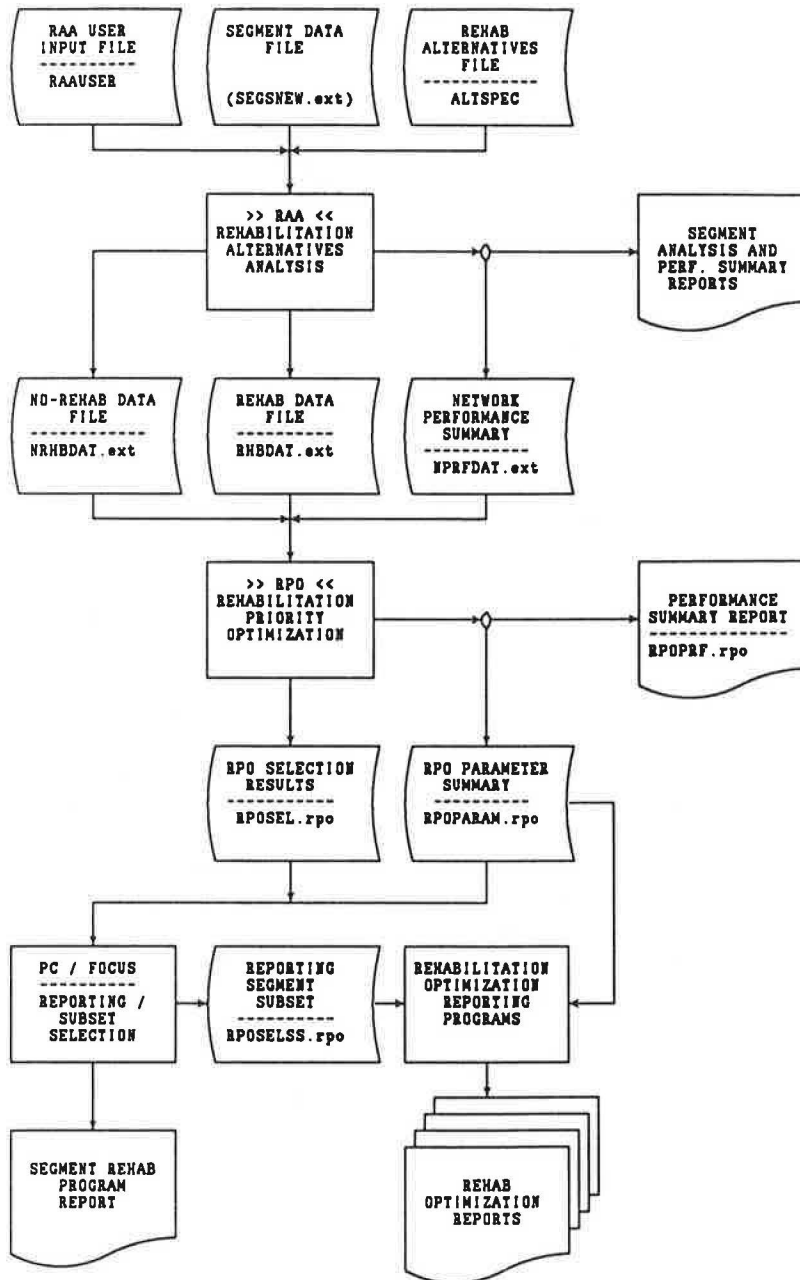 RAA USER
INPUT FILE
----------
RAAUSER
SEGMENT DATA
FILE
(SEGSNEW.ext)
REHAB
ALTERNATIVES
FILE
------------
ALTSPEC
>> RAA <<
REHABILITATION
ALTERNATIVES
ANALYSIS
SEGMENT
ANALYSIS AND
PERF. SUMMARY
REPORTS
NO-REHAB DATA
FILE
------------
NRHBDAT.ext
REHAB DATA
FILE
----------
RHBDAT.ext
NETWORK
PERFORMANCE
SUMMARY
-----------
NPRFDAT.ext
>> RPO <<
REHABILITATION
PRIORITY
OPTIMIZATION
PERFORMANCE
SUMMARY REPORT
--------------
RPOPRF.rpo
RPO SELECTION
RESULTS
-----------
RPOSEL.rpo
RPO PARAMETER
SUMMARY
-----------
RPOPARAM.rpo
PC / FOCUS
-----------
REPORTING /
SUBSET
SELECTION
REPORTING
SEGMENT
SUBSET
-----------
RPOSELSS.rpo
REHABILITATION
OPTIMIZATION
REPORTING
PROGRAMS
SEGMENT REHAB
PROGRAM
REPORT
REHAB
OPTIMIZATION
REPORTS